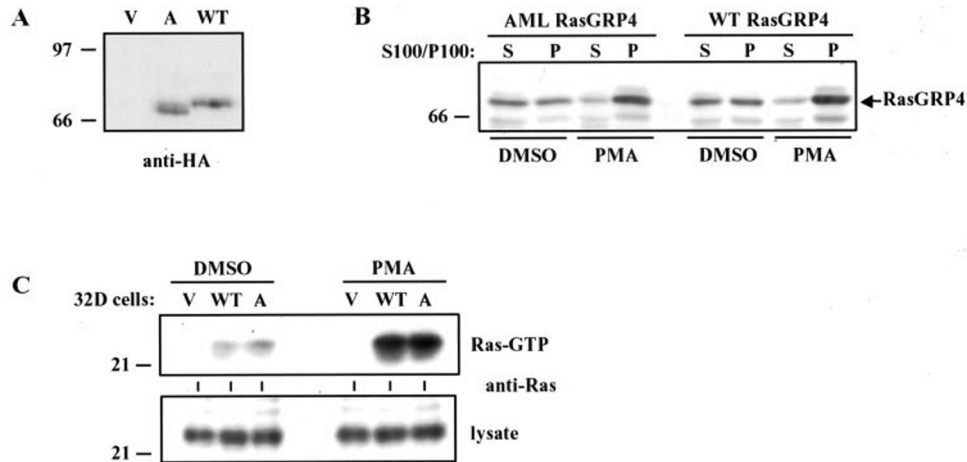 A
V A WT
97
66
anti-HA
B
AML RasGRP4 WT RasGRP4
S100/P100: S P S P S P S P
66
RasGRP4
DMSO PMA DMSO PMA
C
DMSO PMA
32D cells: V WT A V WT A
Ras-GTP
21
anti-Ras
lysate
21